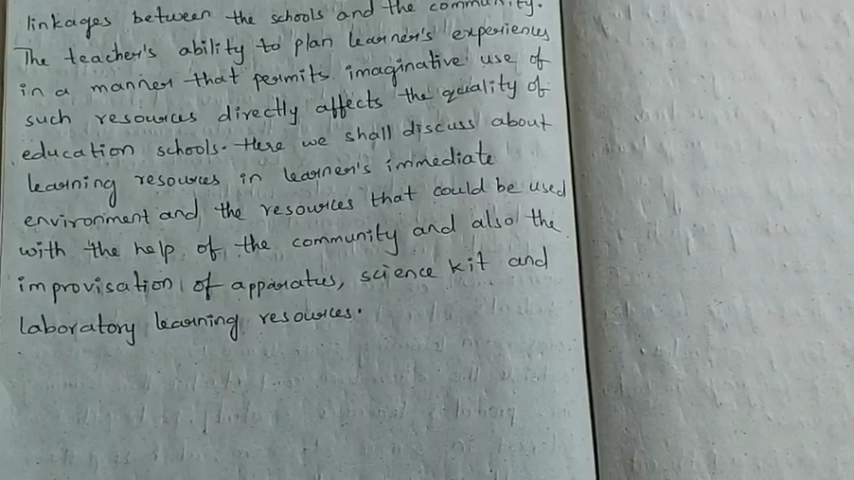 linkages between the schools and the community.
The teacher's ability to plan learner's experiences
in a manner that permits imaginative use of
such resources directly affects the quality of
education schools. Here we shall discuss about
learning resources in learner's immediate
environment and the resources that could be used
with the help of the community and also the
improvisation of apparatus, science kit and
laboratory learning resources.